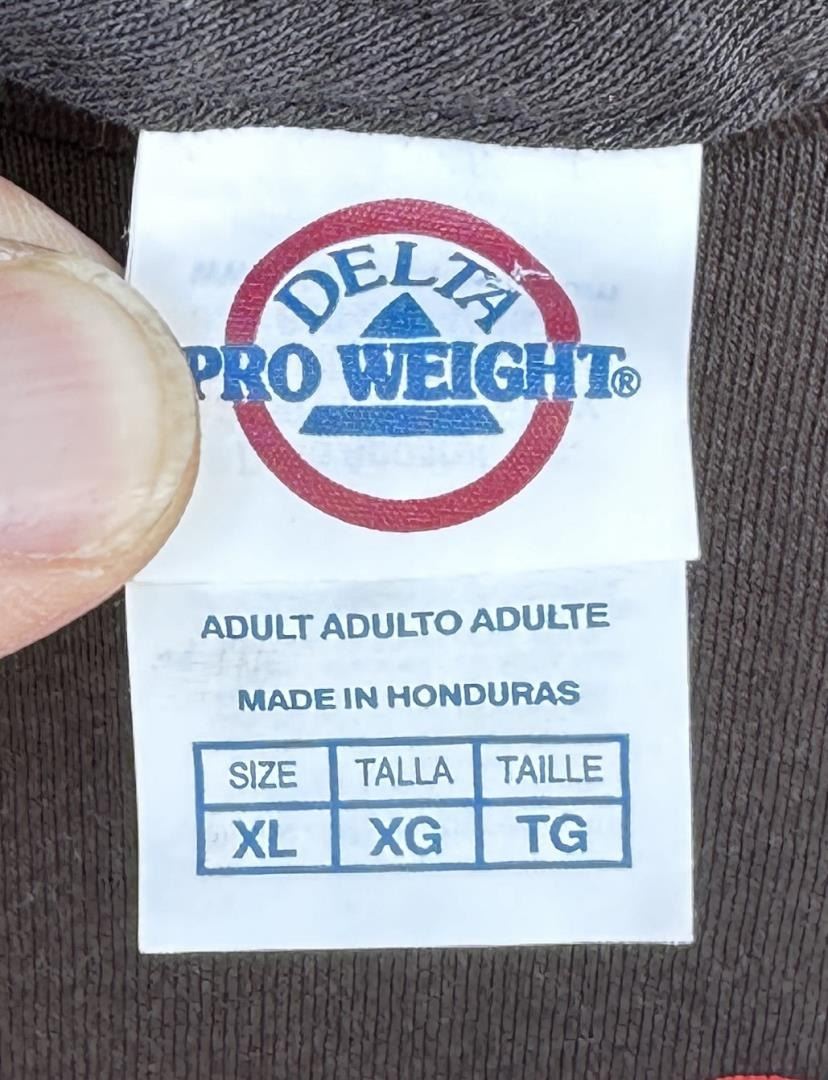 DELTA
PRO WEIGHT®
ADULT ADULTO ADULTE
MADE IN HONDURAS
SIZE TALLA TAILLE
XL XG TG